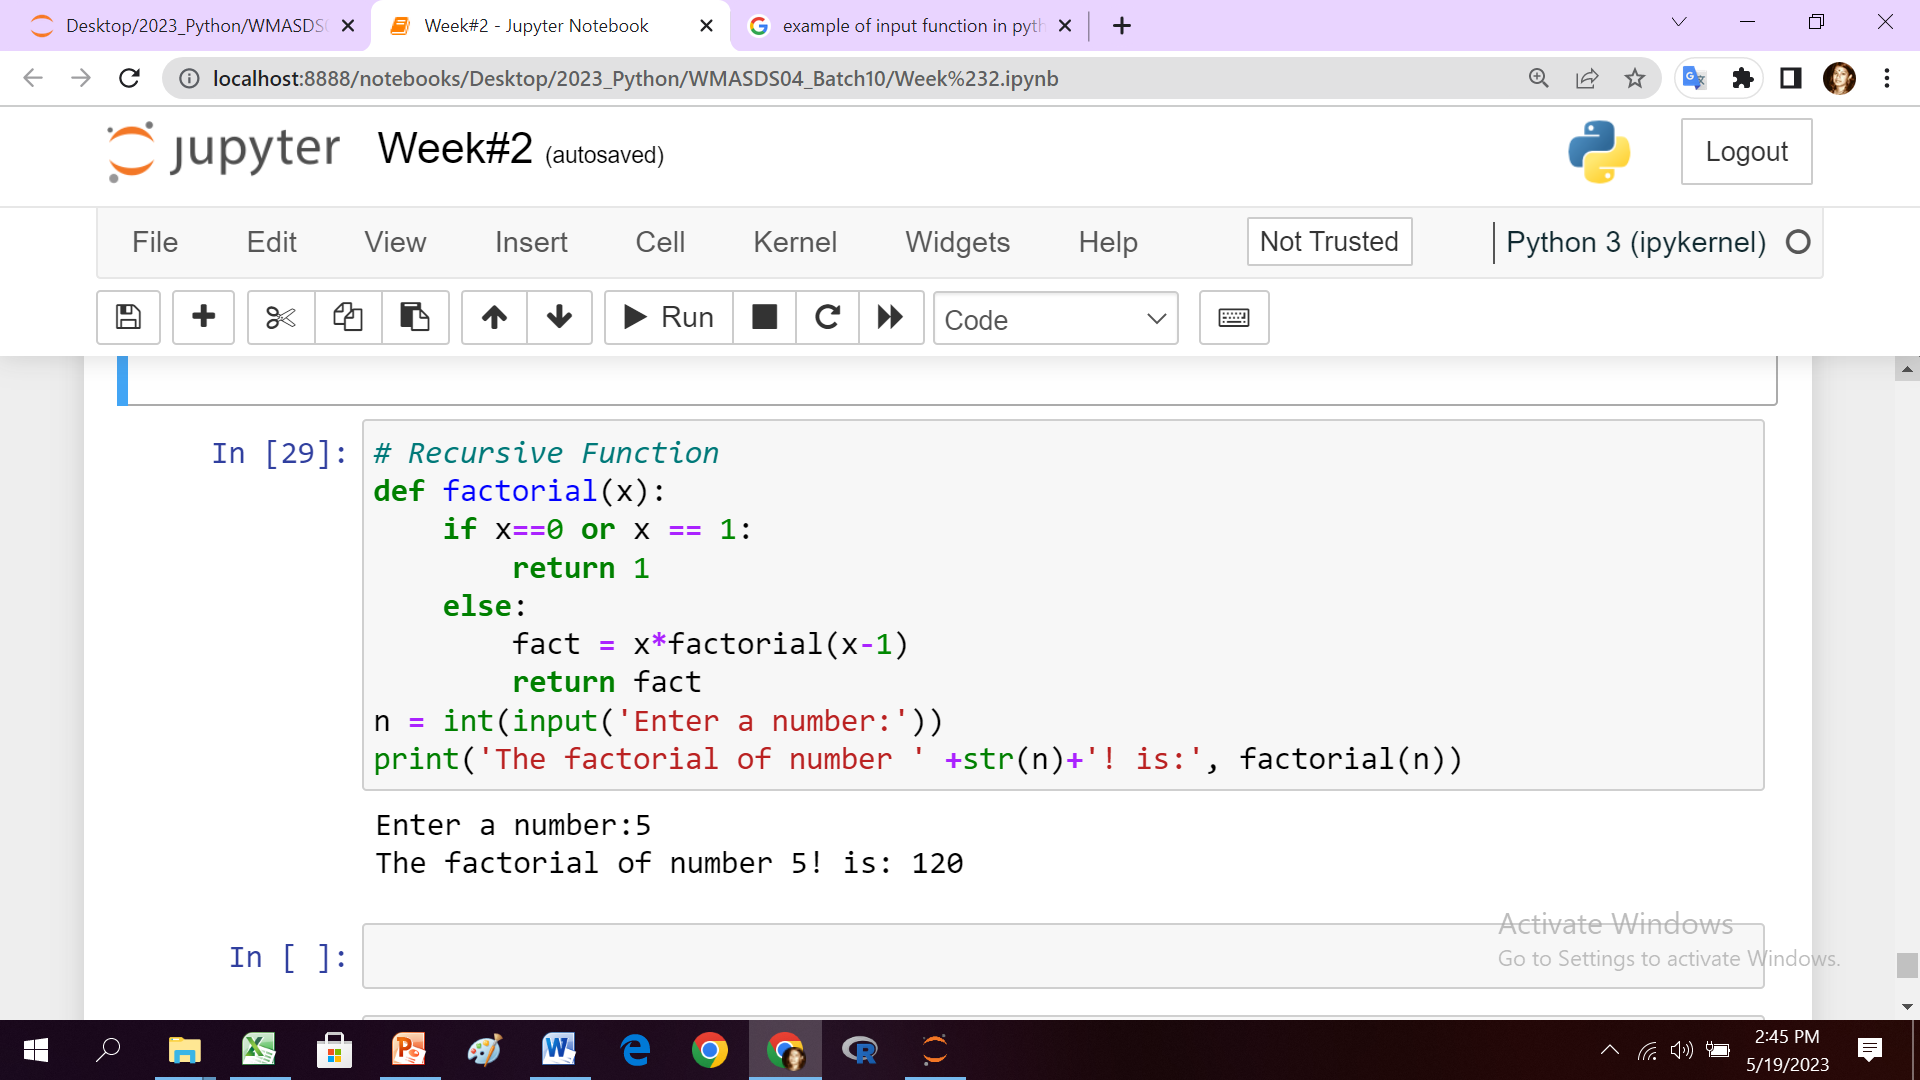 Desktop/2023_Python/WMASDS
Week#2 - Jupyter Notebook
example of input function in pyth
localhost:8888/notebooks/Desktop/2023_Python/WMASDS04_Batch10/Week%232.ipynb
jupyter Week#2 (autosaved)
Logout
File Edit View Insert Cell Kernel Widgets Help Not Trusted Python 3 (ipykernel)
Run Code
In [29]: # Recursive Function
def factorial(x):
    if x==0 or x == 1:
        return 1
    else:
        fact = x*factorial(x-1)
        return fact
n = int(input('Enter a number:'))
print('The factorial of number ' +str(n)+'! is:', factorial(n))
Enter a number:5
The factorial of number 5! is: 120
Activate Windows
In [ ]:
Go to Settings to activate Windows.
2:45 PM
5/19/2023